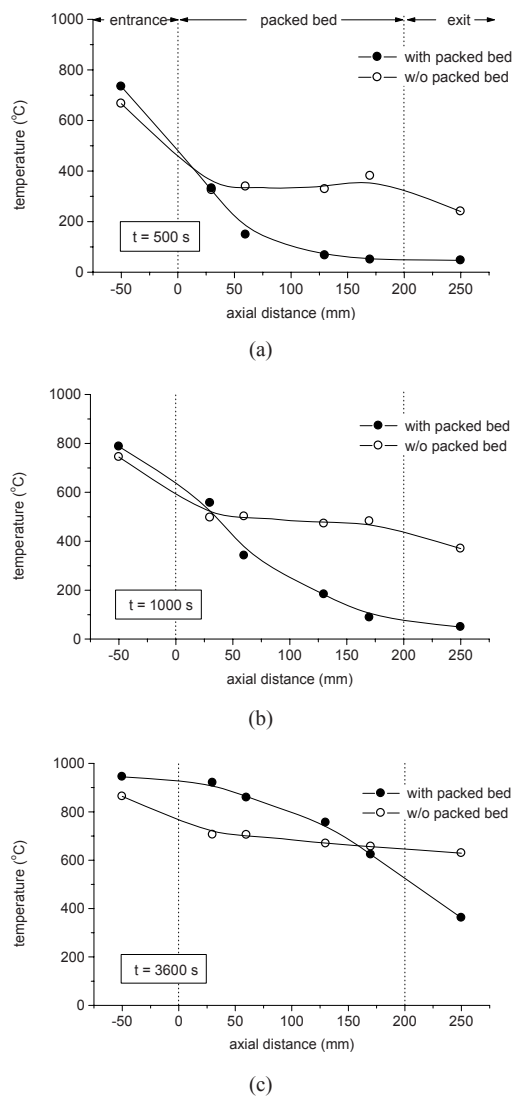 entrance packed bed exit
1000
800
600
400
200
0
temperature (°C)
with packed bed
w/o packed bed
t = 500 s
-50 0 50 100 150 200 250
axial distance (mm)
(a)
1000
800
600
400
200
0
temperature (°C)
with packed bed
w/o packed bed
t = 1000 s
-50 0 50 100 150 200 250
axial distance (mm)
(b)
1000
800
600
400
200
0
temperature (°C)
with packed bed
w/o packed bed
t = 3600 s
-50 0 50 100 150 200 250
axial distance (mm)
(c)